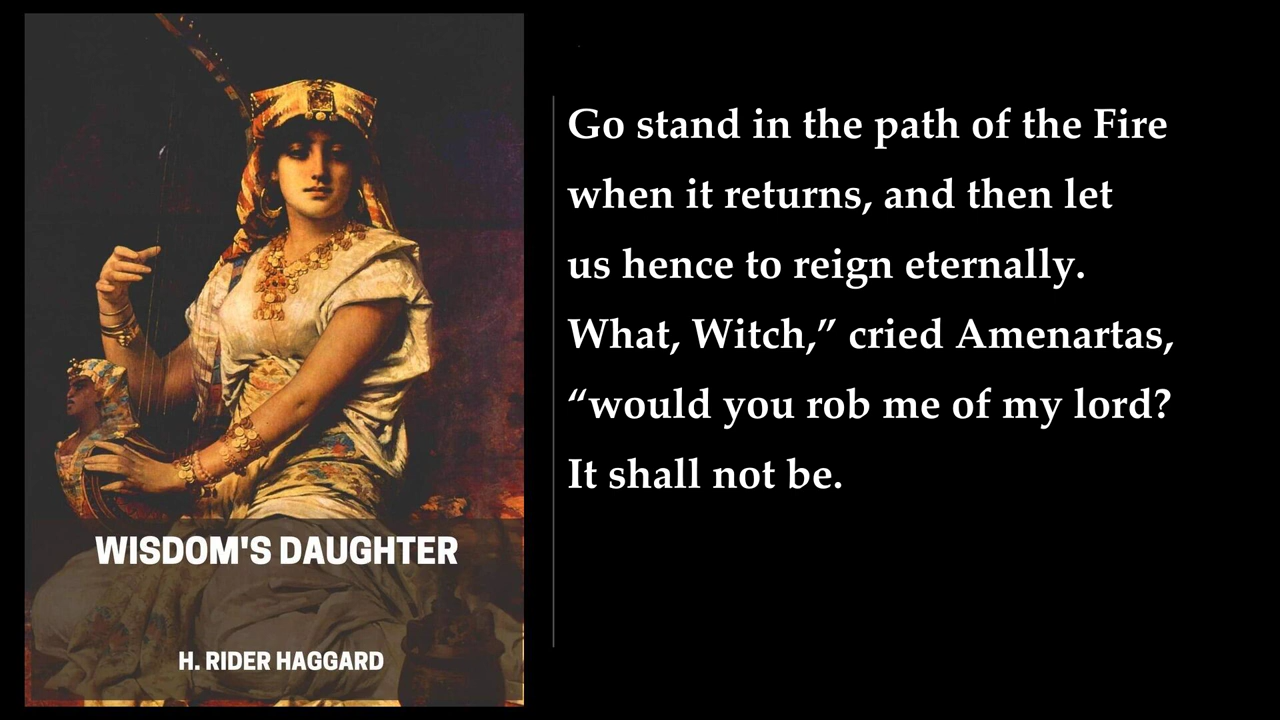 WISDOM'S DAUGHTER
H. RIDER HAGGARD
Go stand in the path of the Fire
when it returns, and then let
us hence to reign eternally.
What, Witch,” cried Amenartas,
“would you rob me of my lord?
It shall not be.